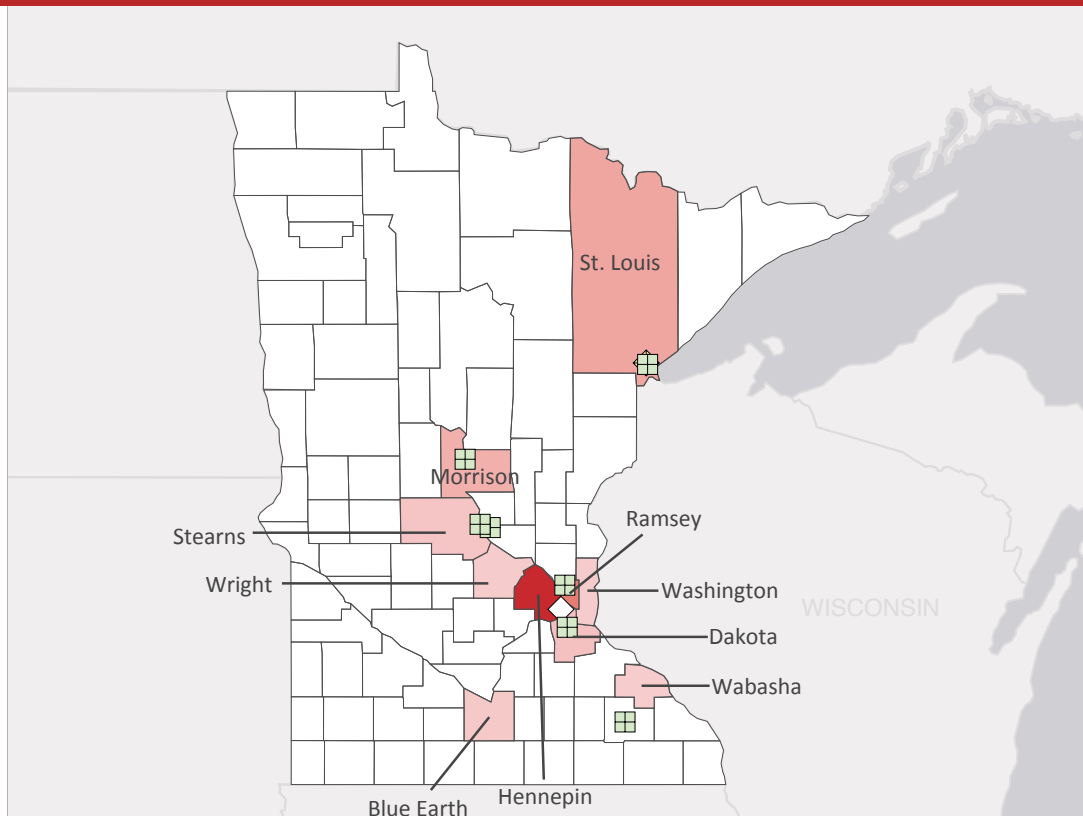 St. Louis
Morrison
Ramsey
Stearns
Wright
Washington
WISCONSIN
Dakota
Wabasha
Hennepin
Blue Earth